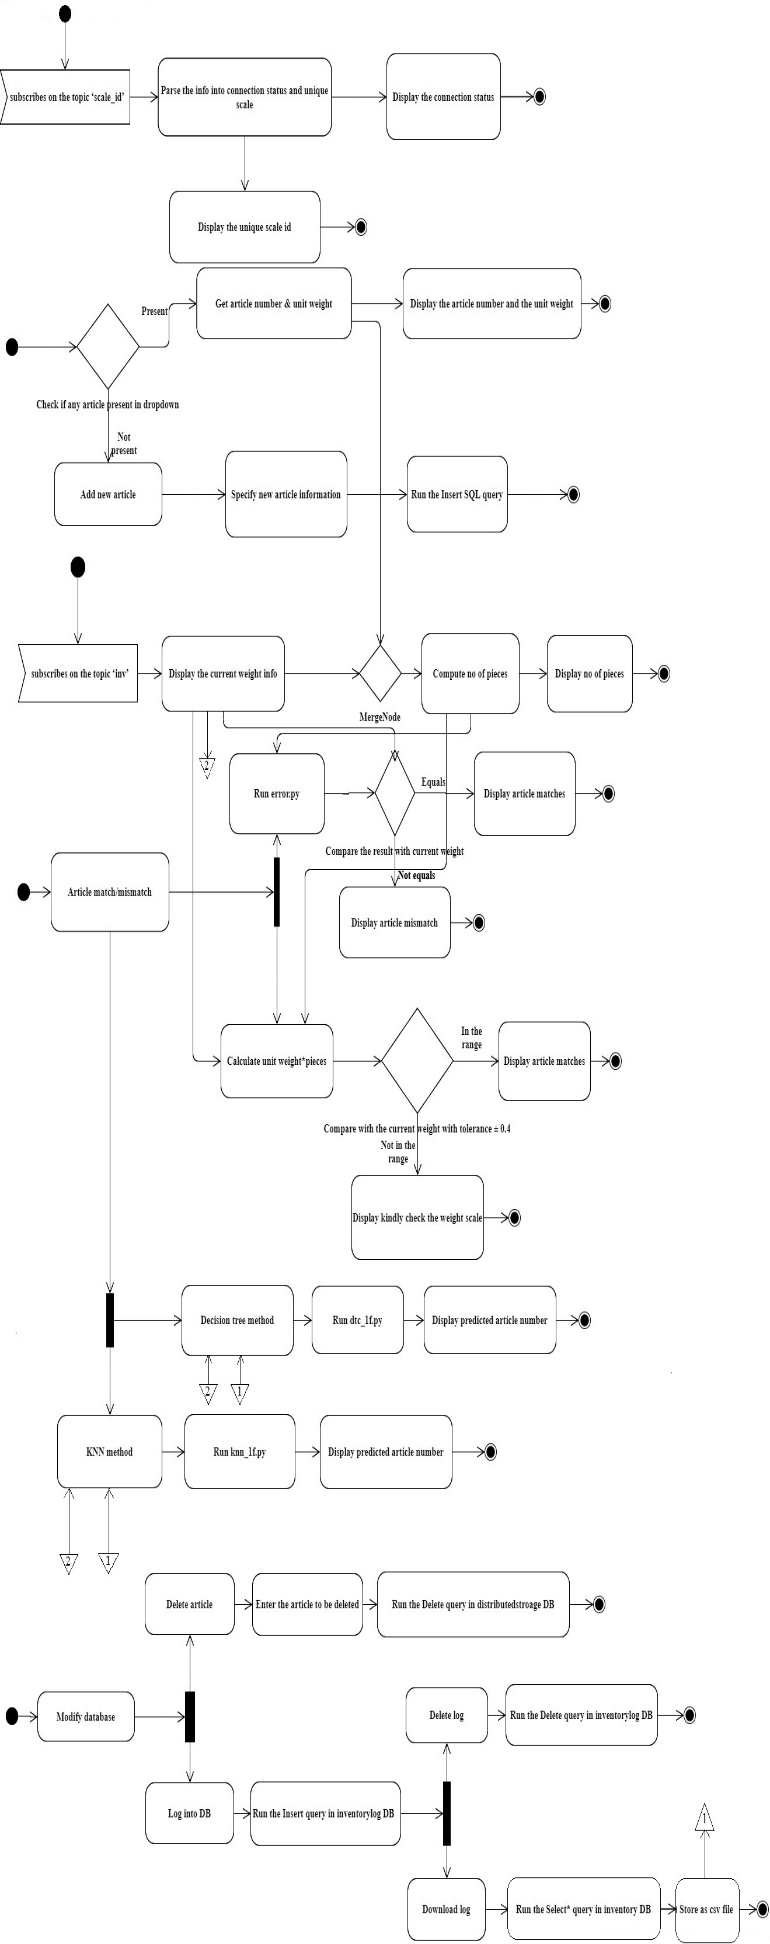 subscribes on the topic ‘scale_id’
Parse the info into connection status and unique
scale
Display the connection status
Display the unique scale id
Present
Get article number & unit weight
Display the article number and the unit weight
Check if any article present in dropdown
Not
present
Add new article
Specify new article information
Run the Insert SQL query
subscribes on the topic ‘inv’
Display the current weight info
Compute no of pieces
Display no of pieces
MergeNode
2
Run error.py
Equals
Display article matches
Compare the result with current weight
Not equals
Article match/mismatch
Display article mismatch
Calculate unit weight*pieces
In the
range
Display article matches
Compare with the current weight with tolerance ± 0.4
Not in the
range
Display kindly check the weight scale
Decision tree method
Run dtc_1f.py
Display predicted article number
2
1
KNN method
Run knn_1f.py
Display predicted article number
2
1
Delete article
Enter the article to be deleted
Run the Delete query in distributedstroage DB
Modify database
Delete log
Run the Delete query in inventorylog DB
Log into DB
Run the Insert query in inventorylog DB
1
Download log
Run the Select* query in inventory DB
Store as csv file